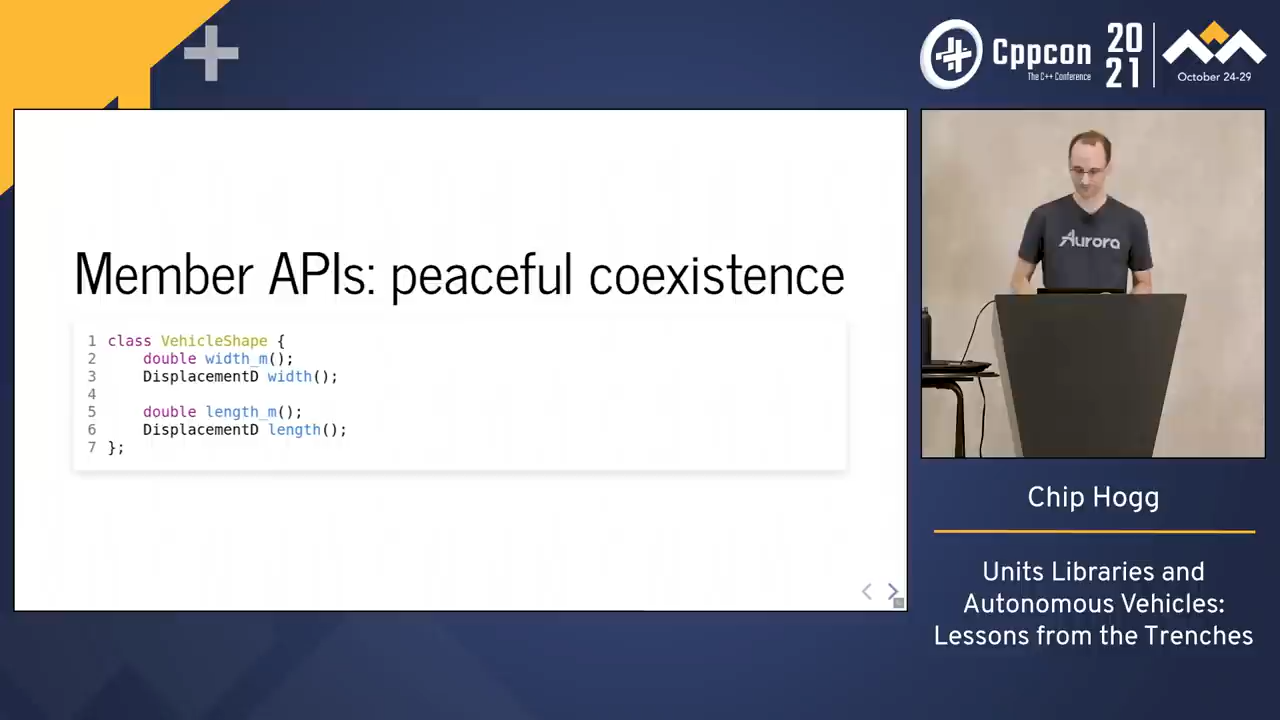 Cppcon
The C++ Conference
20
21
October 24-29
Member APIs: peaceful coexistence
1 class VehicleShape {
2     double width_m();
3     DisplacementD width();
4
5     double length_m();
6     DisplacementD length();
7 };
Aurora
Chip Hogg
Units Libraries and
Autonomous Vehicles:
Lessons from the Trenches